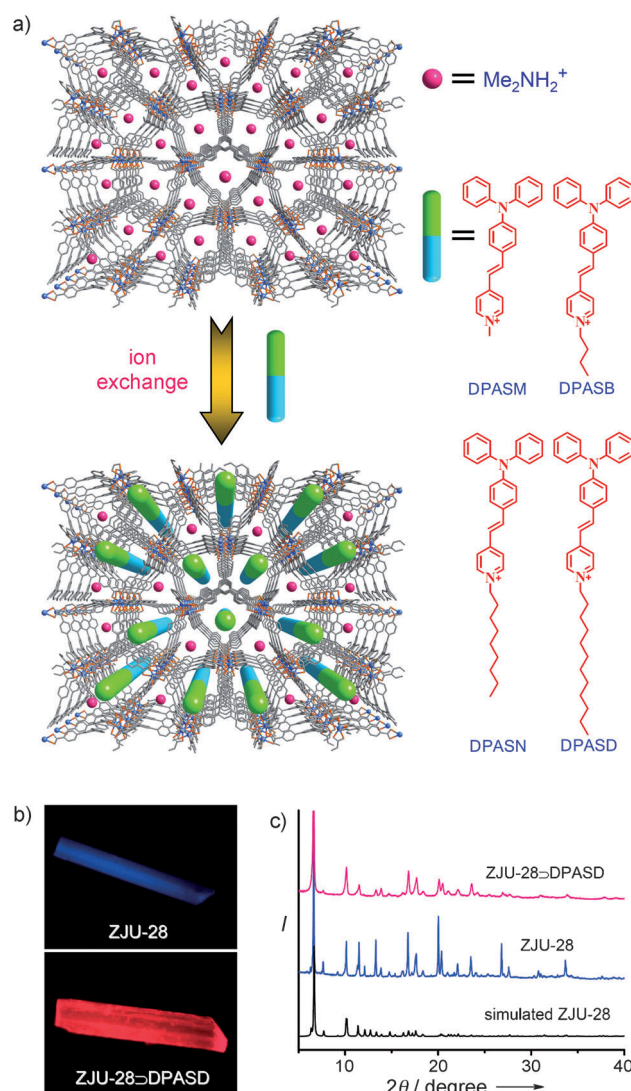 a)
= Me₂NH₂⁺
=
N
N
N⁺
N⁺
DPASM DPASB
ion
exchange
N
N
N⁺
N⁺
DPASN DPASD
b)
ZJU-28
ZJU-28⊃DPASD
c)
ZJU-28⊃DPASD
I
ZJU-28
simulated ZJU-28
10 20 30 40
2θ / degree →